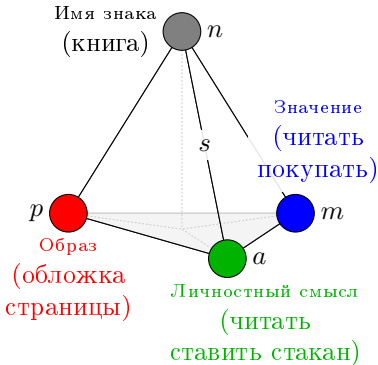 Имя знака
(книга)
n
Значение
(читать
покупать)
s
p
m
Образ
(обложка
страницы)
a
Личностный смысл
(читать
ставить стакан)